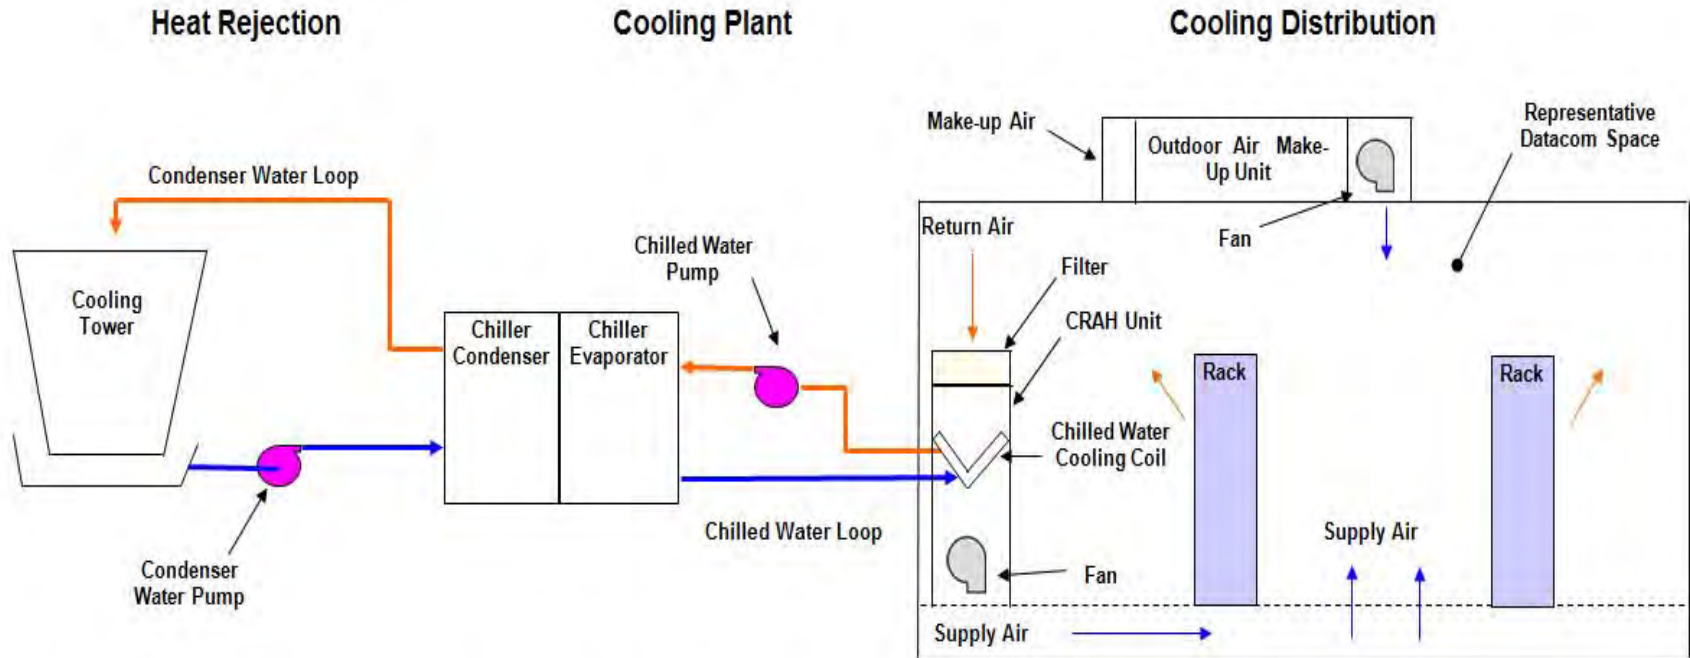 Heat Rejection
Cooling Plant
Cooling Distribution
Make-up Air
Outdoor Air Make-
Up Unit
Representative
Datacom Space
Condenser Water Loop
Chilled Water
Pump
Return Air
Fan
Filter
Cooling
Tower
Chiller
Condenser
Chiller
Evaporator
CRAH Unit
Rack
Rack
Chilled Water
Cooling Coil
Chilled Water Loop
Supply Air
Condenser
Water Pump
Fan
Supply Air